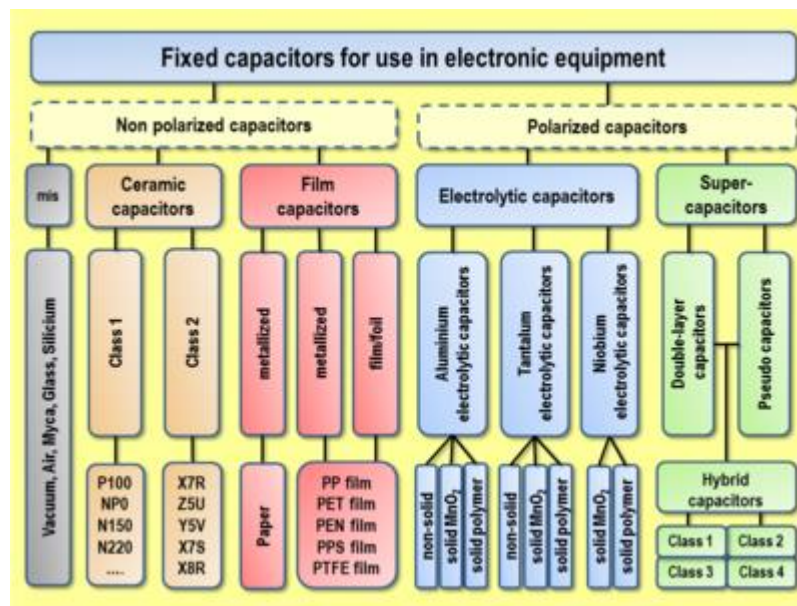 Fixed capacitors for use in electronic equipment
Non polarized capacitors
Polarized capacitors
mis
Ceramic
capacitors
Film
capacitors
Electrolytic capacitors
Super-
capacitors
Vacuum, Air, Myca, Glass, Silicium
Class 1
Class 2
metallized
metallized
film/foil
Aluminium
electrolytic capacitors
Tantalum
electrolytic capacitors
Niobium
electrolytic capacitors
Double-layer
capacitors
Pseudo capacitors
P100
NP0
N150
N220
....
X7R
Z5U
Y5V
X7S
X8R
Paper
PP film
PET film
PEN film
PPS film
PTFE film
non-solid
solid MnO₂
solid polymer
non-solid
solid MnO₂
solid polymer
solid MnO₂
solid polymer
Hybrid
capacitors
Class 1
Class 2
Class 3
Class 4